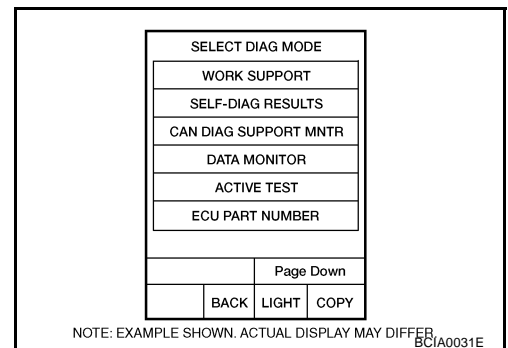 SELECT DIAG MODE
WORK SUPPORT
SELF-DIAG RESULTS
CAN DIAG SUPPORT MNTR
DATA MONITOR
ACTIVE TEST
ECU PART NUMBER
Page Down
BACK LIGHT COPY
NOTE: EXAMPLE SHOWN. ACTUAL DISPLAY MAY DIFFER.
BCIA0031E